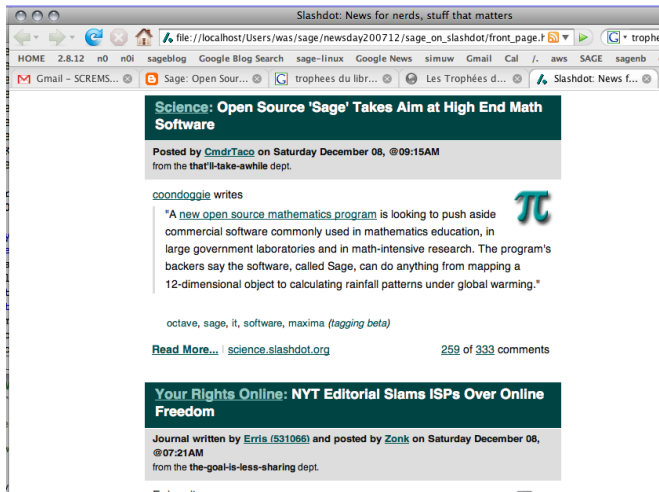 Slashdot: News for nerds, stuff that matters
file://localhost/Users/was/sage/newsday200712/sage_on_slashdot/front_page.h
G trophe
HOME 2.8.12 n0 n0i sageblog Google Blog Search sage-linux Google News simuw Gmail Cal /. aws SAGE sagenb
Gmail – SCREMS... Sage: Open Sour... trophees du libr... Les Trophées d... Slashdot: News f...
Science: Open Source 'Sage' Takes Aim at High End Math
Software
Posted by CmdrTaco on Saturday December 08, @09:15AM
from the that'll-take-awhile dept.
coondoggie writes
π
"A new open source mathematics program is looking to push aside
commercial software commonly used in mathematics education, in
large government laboratories and in math-intensive research. The program's
backers say the software, called Sage, can do anything from mapping a
12-dimensional object to calculating rainfall patterns under global warming."
octave, sage, it, software, maxima (tagging beta)
Read More... | science.slashdot.org 259 of 333 comments
Your Rights Online: NYT Editorial Slams ISPs Over Online
Freedom
Journal written by Erris (531066) and posted by Zonk on Saturday December 08,
@07:21AM
from the the-goal-is-less-sharing dept.